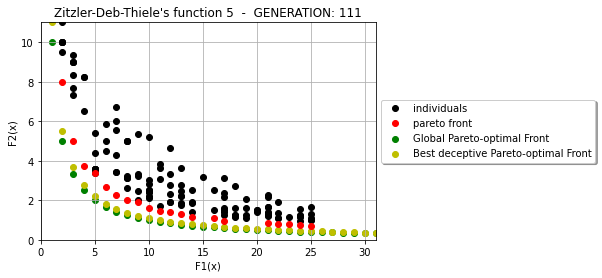 Zitzler-Deb-Thiele's function 5 - GENERATION: 111
F2(x)
10
8
6
4
2
0
0 5 10 15 20 25 30
F1(x)
individuals
pareto front
Global Pareto-optimal Front
Best deceptive Pareto-optimal Front